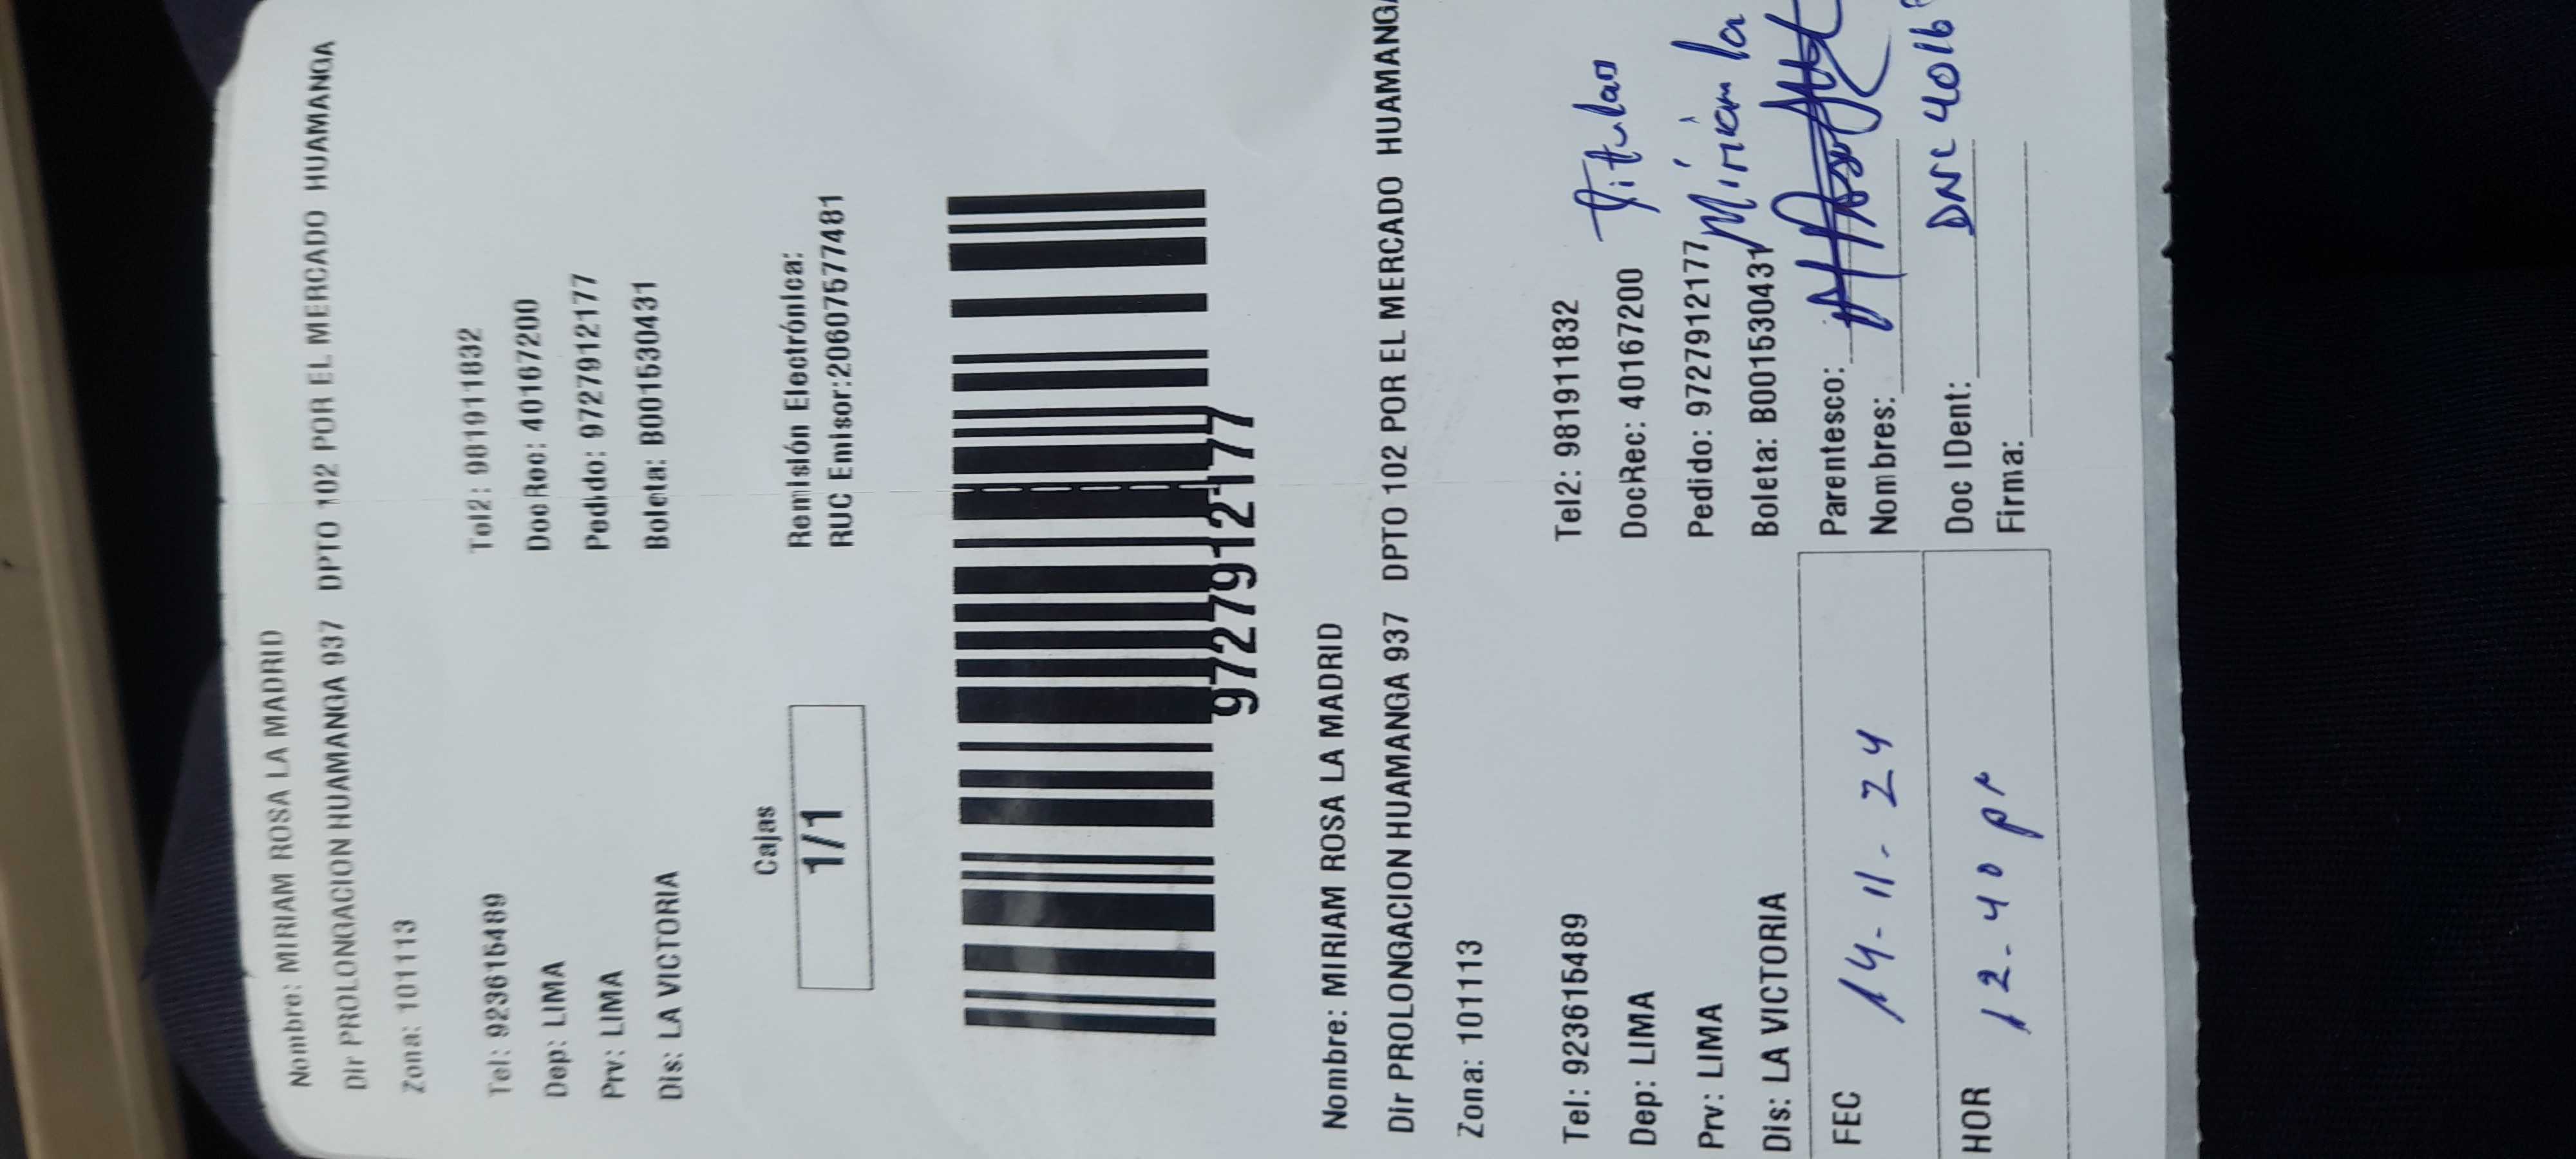 Nombre: MIRIAM ROSA LA MADRID
Dir PROLONGACION HUAMANGA 937 DPTO 102 POR EL MERCADO HUAMANGA
Zona: 101113
Tel: 923615489 Tel2: 981911832
Dep: LIMA DocRec: 40167200
Prv: LIMA Pedido: 97277912177
Dis: LA VICTORIA Boleta: B001530431
Cajas
1/1
Remisión Electrónica:
RUC Emisor:20607577481
97277912177
Nombre: MIRIAM ROSA LA MADRID
Dir PROLONGACION HUAMANGA 937 DPTO 102 POR EL MERCADO HUAMANGA
Zona: 101113
Tel: 923615489 Tel2: 981911832 Titular
Dep: LIMA DocRec: 40167200
Prv: LIMA Pedido: 97277912177 Miriam la
Dis: LA VICTORIA Boleta: B001530431
FEC 14-11-24 Parentesco:
Nombres:
HOR 12-40 pm Doc IDent: DNI 4016
Firma: